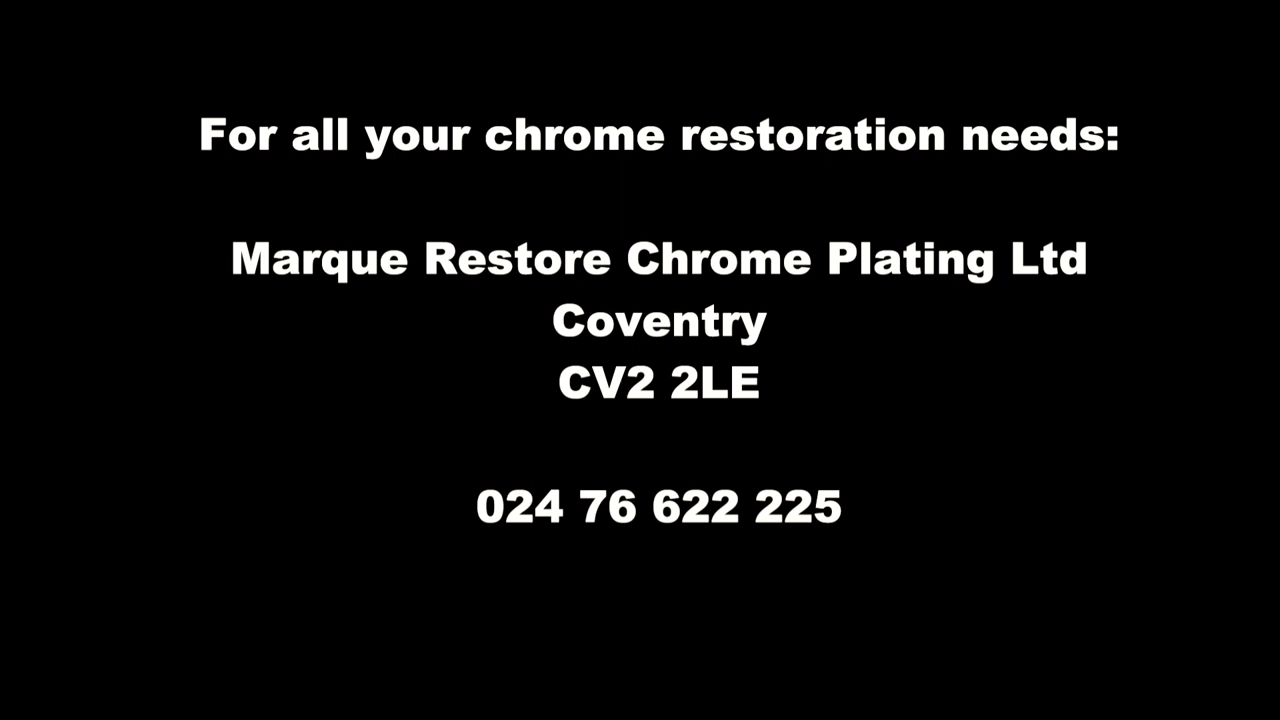 For all your chrome restoration needs:
Marque Restore Chrome Plating Ltd
Coventry
CV2 2LE
024 76 622 225